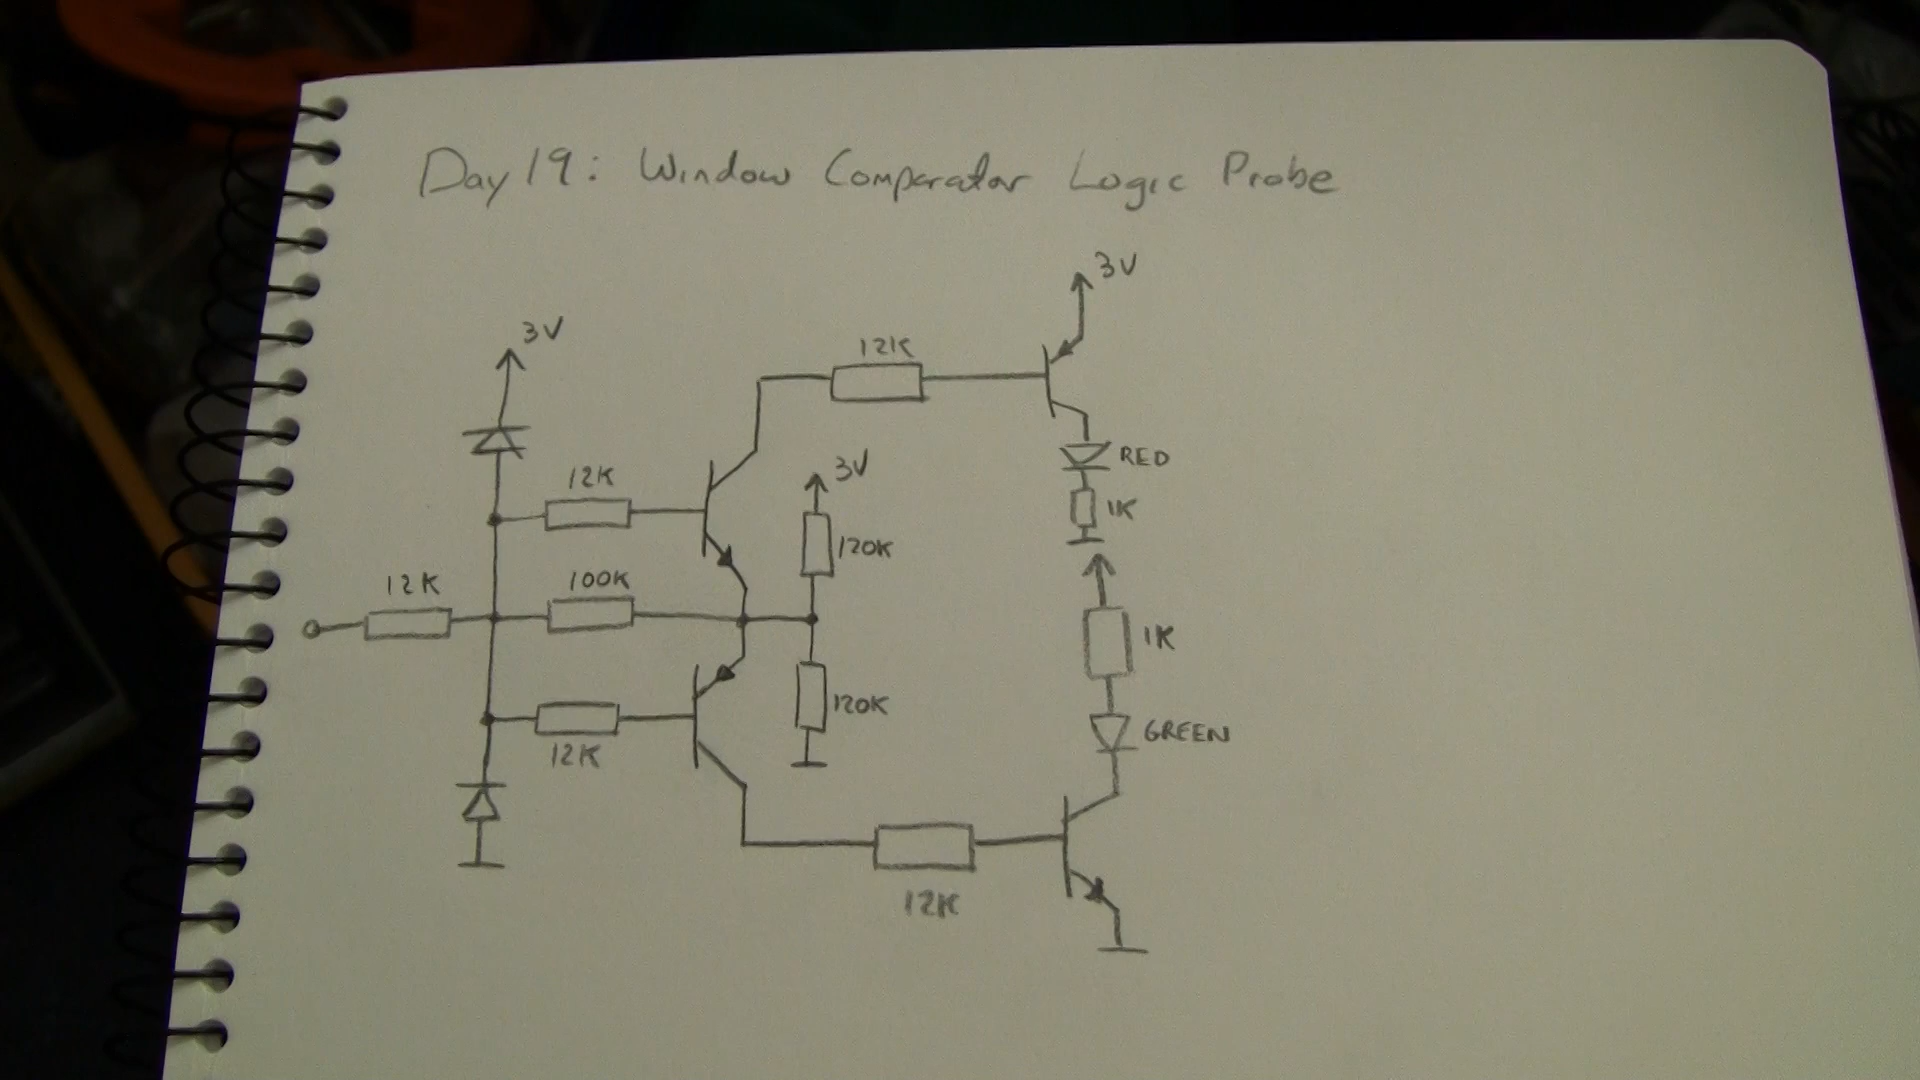 Day 19: Window Comparator Logic Probe
3V
3V
12K
RED
3V
12K
1K
120K
12K
100K
1K
120K
GREEN
12K
12K